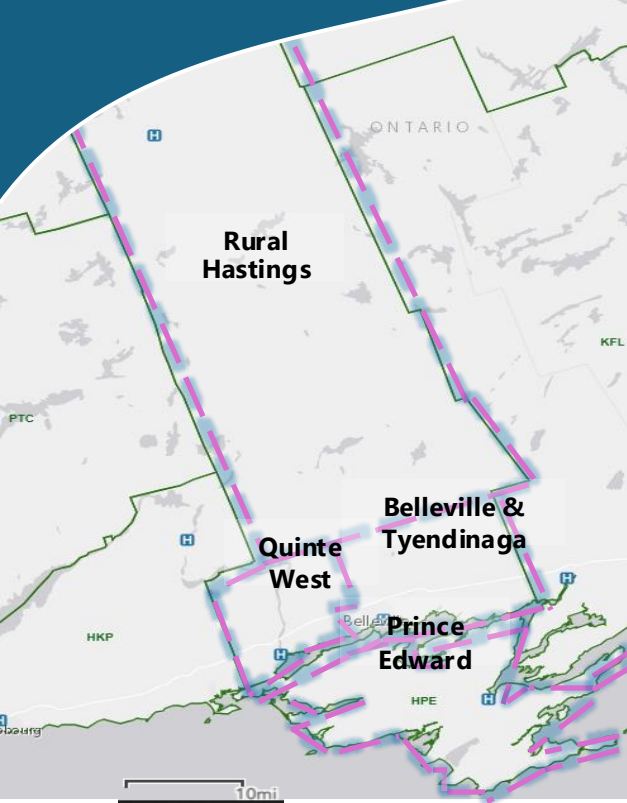 H
ONTARIO
Rural
Hastings
KFL
PTC
Belleville &
Tyendinaga
H
Quinte
West
H
Prince
Edward
HKP
H
HPE
H
H
10mi